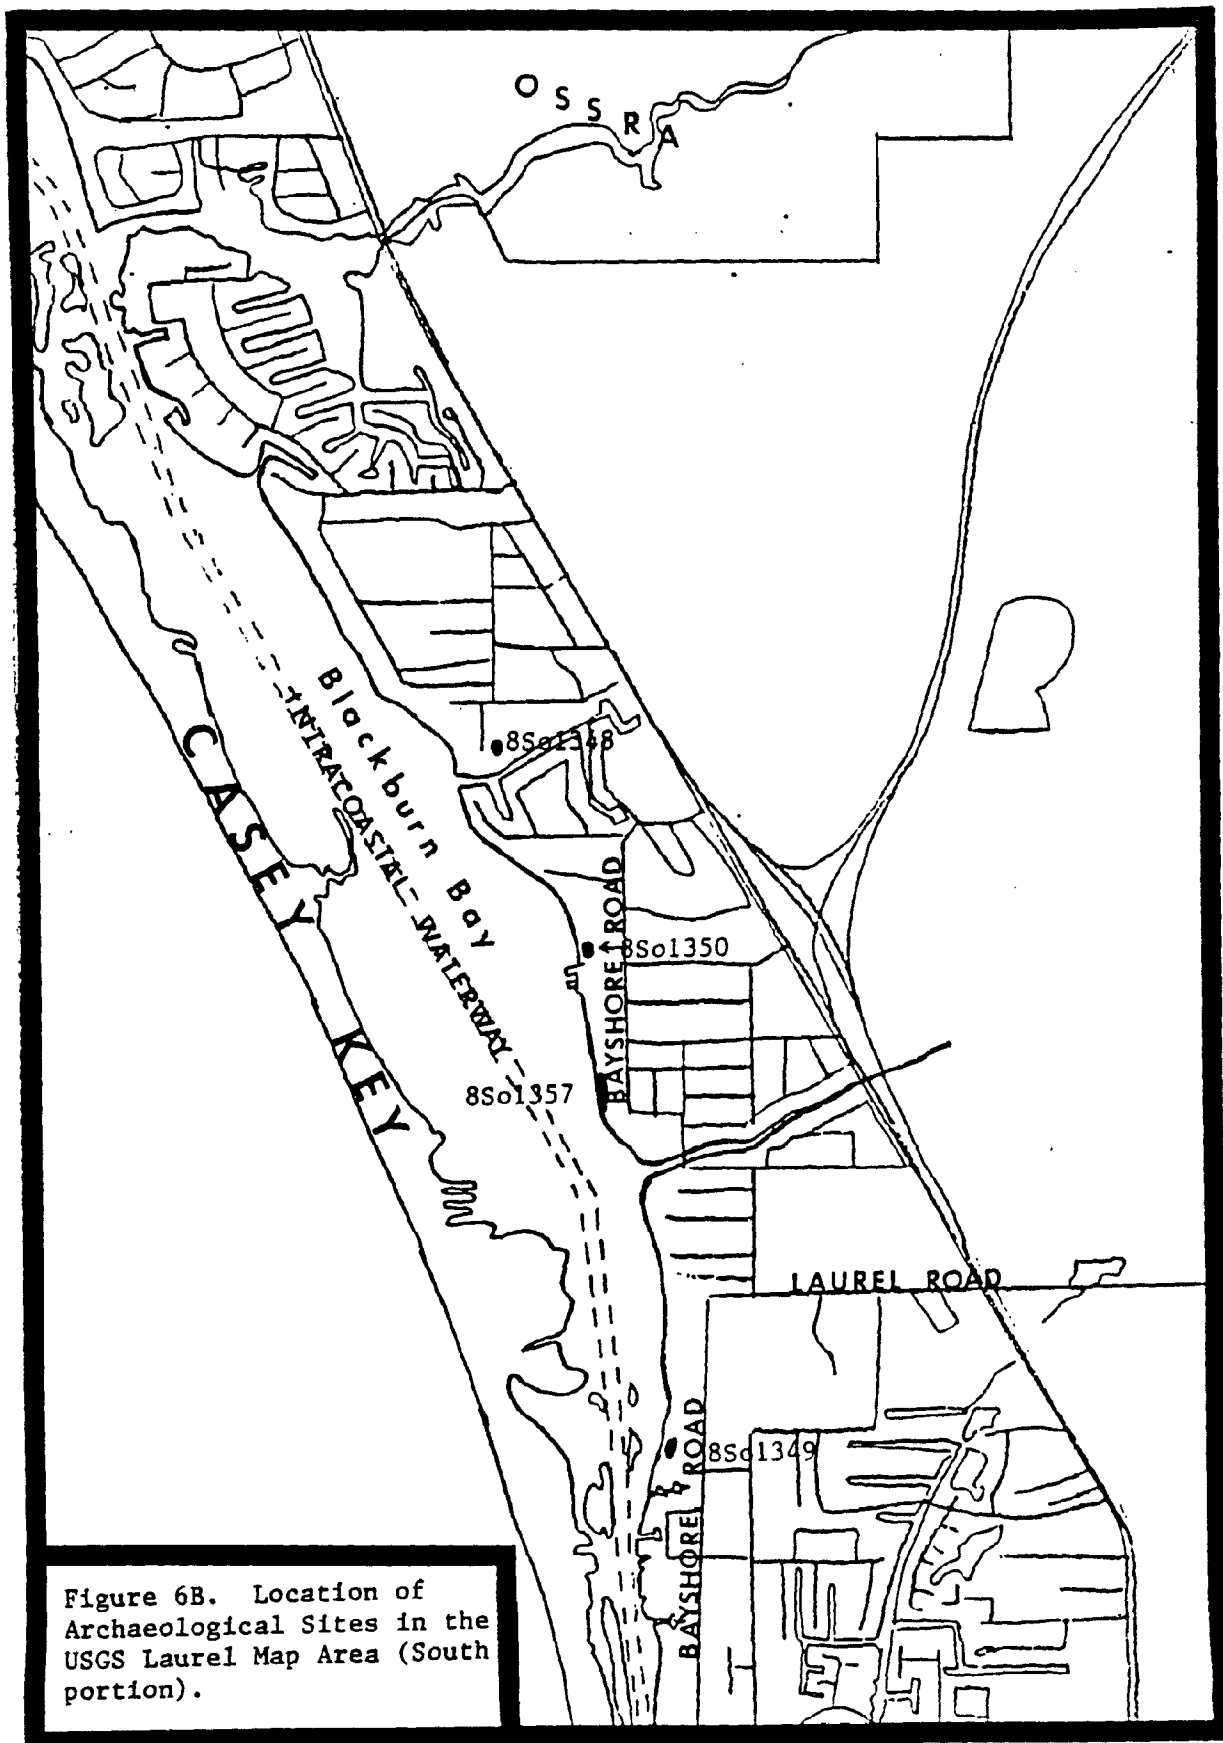 OSSRA
Blackburn Bay
INTRACOASTAL WATERWAY
CASEY KEY
8So1348
BAYSHORE ROAD
8So1350
8So1357
LAUREL ROAD
BAYSHORE ROAD
8So1349
Figure 6B. Location of
Archaeological Sites in the
USGS Laurel Map Area (South
portion).